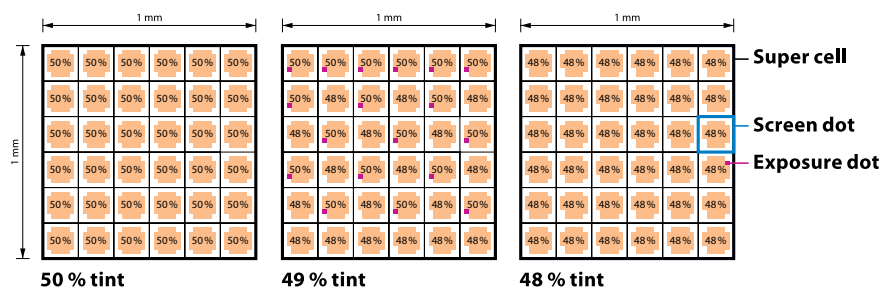 1 mm 1 mm 1 mm
50 % 50 % 50 % 50 % 50 % 50 % 50 % 50 % 50 % 50 % 50 % 50 % 48 % 48 % 48 % 48 % 48 % 48 % Super cell
50 % 50 % 50 % 50 % 50 % 50 % 50 % 48 % 50 % 48 % 50 % 48 % 48 % 48 % 48 % 48 % 48 % 48 %
50 % 50 % 50 % 50 % 50 % 50 % 48 % 50 % 48 % 50 % 48 % 50 % 48 % 48 % 48 % 48 % 48 % 48 % Screen dot
1 mm
50 % 50 % 50 % 50 % 50 % 50 % 50 % 48 % 50 % 48 % 50 % 48 % 48 % 48 % 48 % 48 % 48 % 48 % Exposure dot
50 % 50 % 50 % 50 % 50 % 50 % 48 % 50 % 48 % 50 % 48 % 50 % 48 % 48 % 48 % 48 % 48 % 48 %
50 % 50 % 50 % 50 % 50 % 50 % 48 % 48 % 48 % 48 % 48 % 48 % 48 % 48 % 48 % 48 % 48 % 48 %
50 % tint 49 % tint 48 % tint